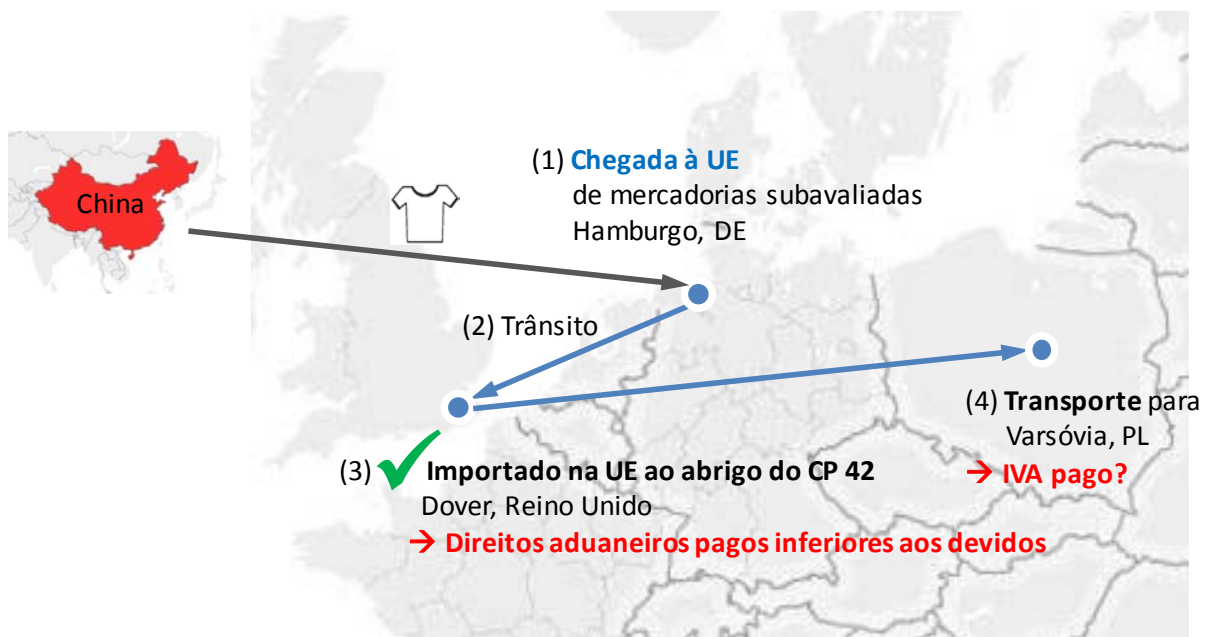 China
(1) Chegada à UE
de mercadorias subavaliadas
Hamburgo, DE
(2) Trânsito
(3) Importado na UE ao abrigo do CP 42
Dover, Reino Unido
→ Direitos aduaneiros pagos inferiores aos devidos
(4) Transporte para
Varsóvia, PL
→ IVA pago?